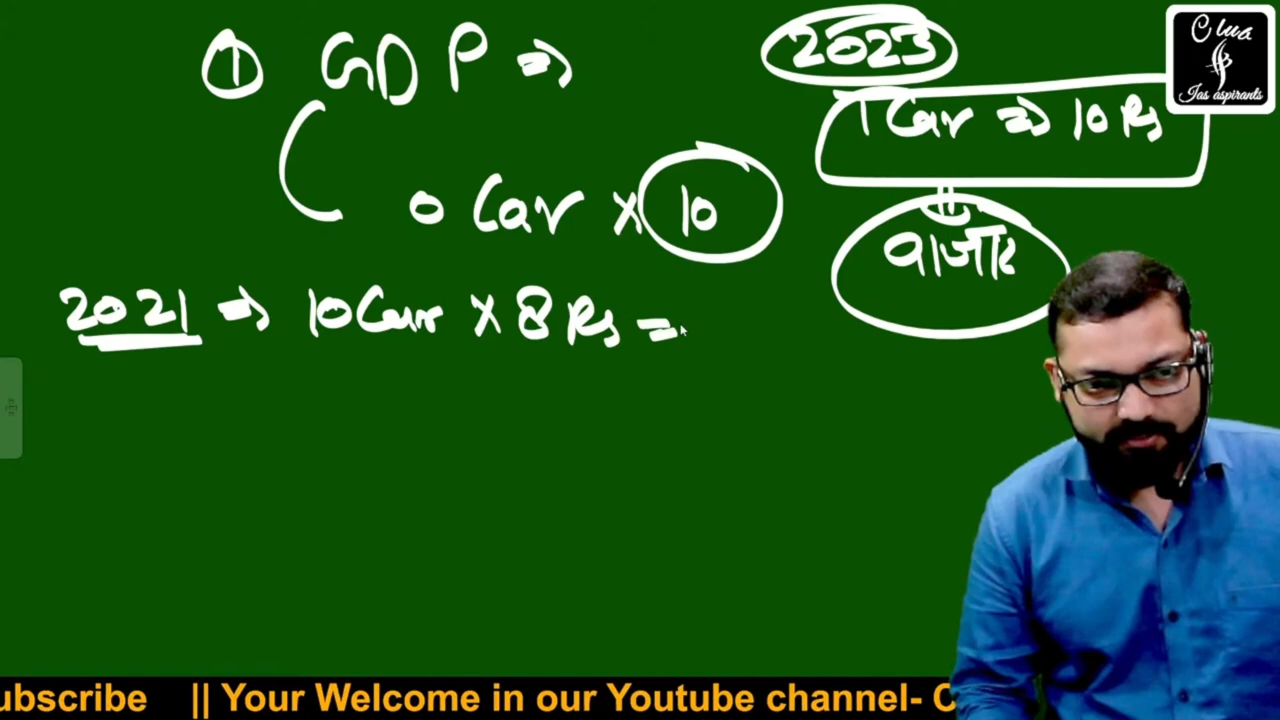 ① GDP ⇒
2023
1 Car ⇒ 10 Rs
0 Car × 10
बाजार
2021 ⇒ 10 Car × 8 Rs =
Clua
Ias aspirants
ubscribe || Your Welcome in our Youtube channel- C